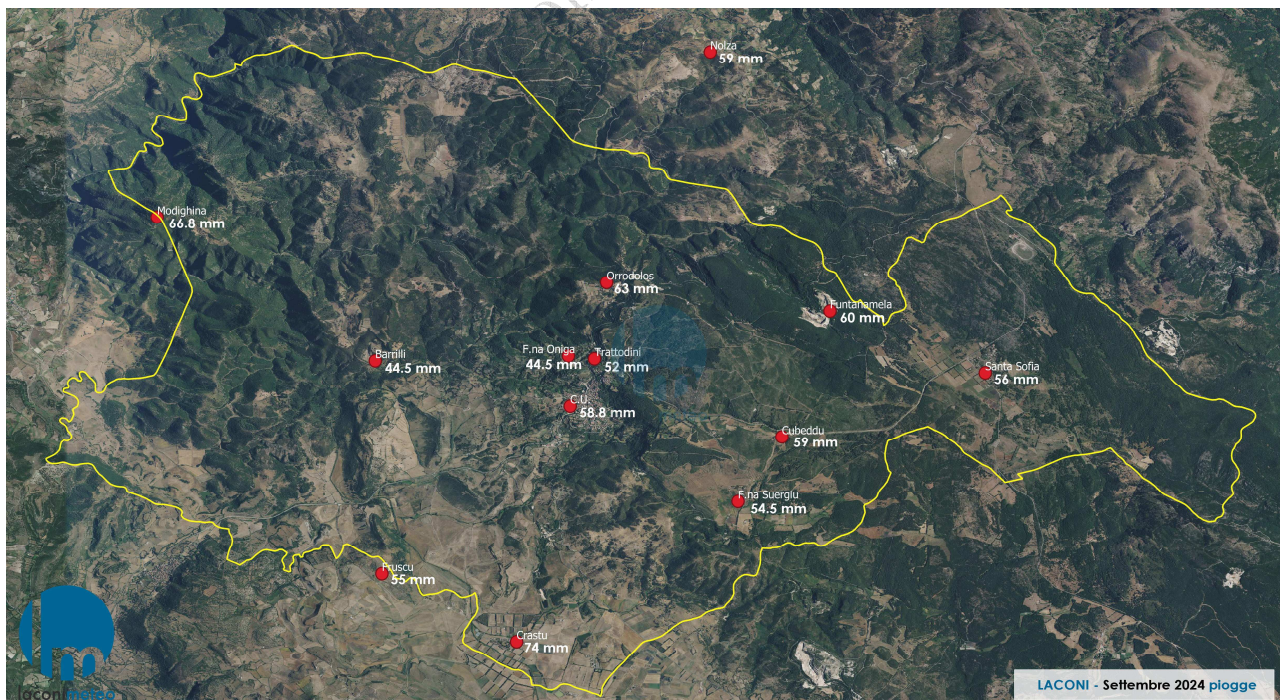 Nolza
59 mm
Modighina
66.8 mm
Orrodolos
63 mm
Funtanamela
60 mm
Barrilli
44.5 mm
F.na Oniga
44.5 mm
Trattodini
52 mm
Santa Sofia
56 mm
C.U.
58.8 mm
Cubeddu
59 mm
F.na Suergiu
54.5 mm
Fruscu
55 mm
Crastu
74 mm
laconimeteo
LACONI - Settembre 2024 piogge